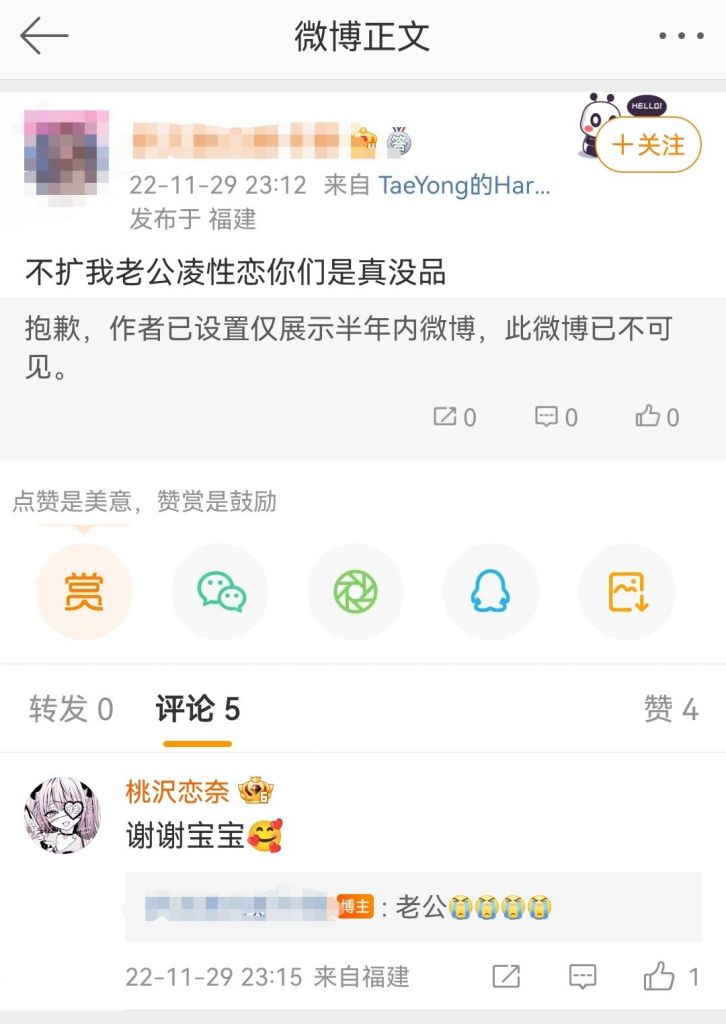 微博正文
HELLO!
+关注
22-11-29 23:12 来自 TaeYong的Har...
发布于 福建
不扩我老公凌性恋你们是真没品
抱歉，作者已设置仅展示半年内微博，此微博已不可
见。
0 0 0
点赞是美意，赞赏是鼓励
赏
转发 0 评论 5 赞 4
桃沢恋奈
谢谢宝宝🥰
博主 : 老公😭😭😭😭
22-11-29 23:15 来自福建 1